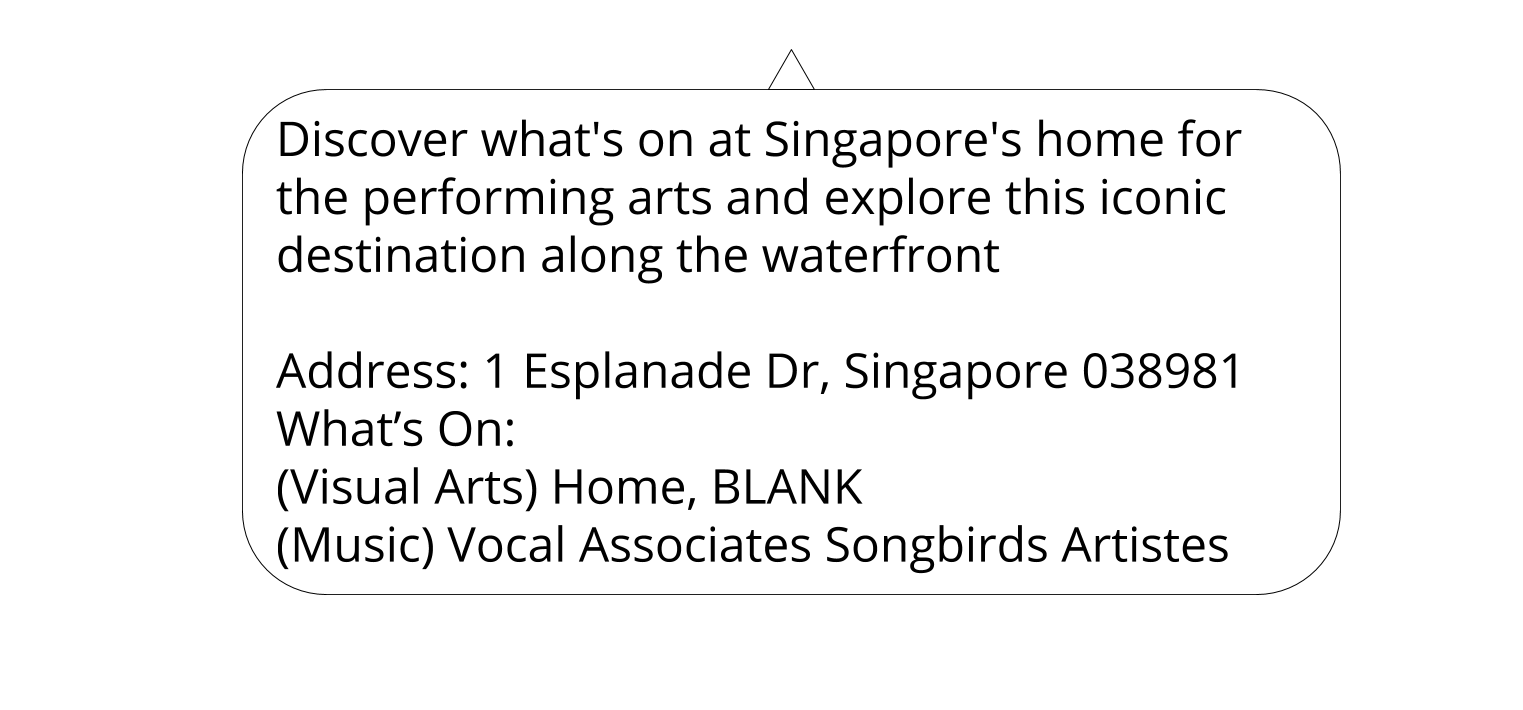 Discover what's on at Singapore's home for
the performing arts and explore this iconic
destination along the waterfront
Address: 1 Esplanade Dr, Singapore 038981
What’s On:
(Visual Arts) Home, BLANK
(Music) Vocal Associates Songbirds Artistes